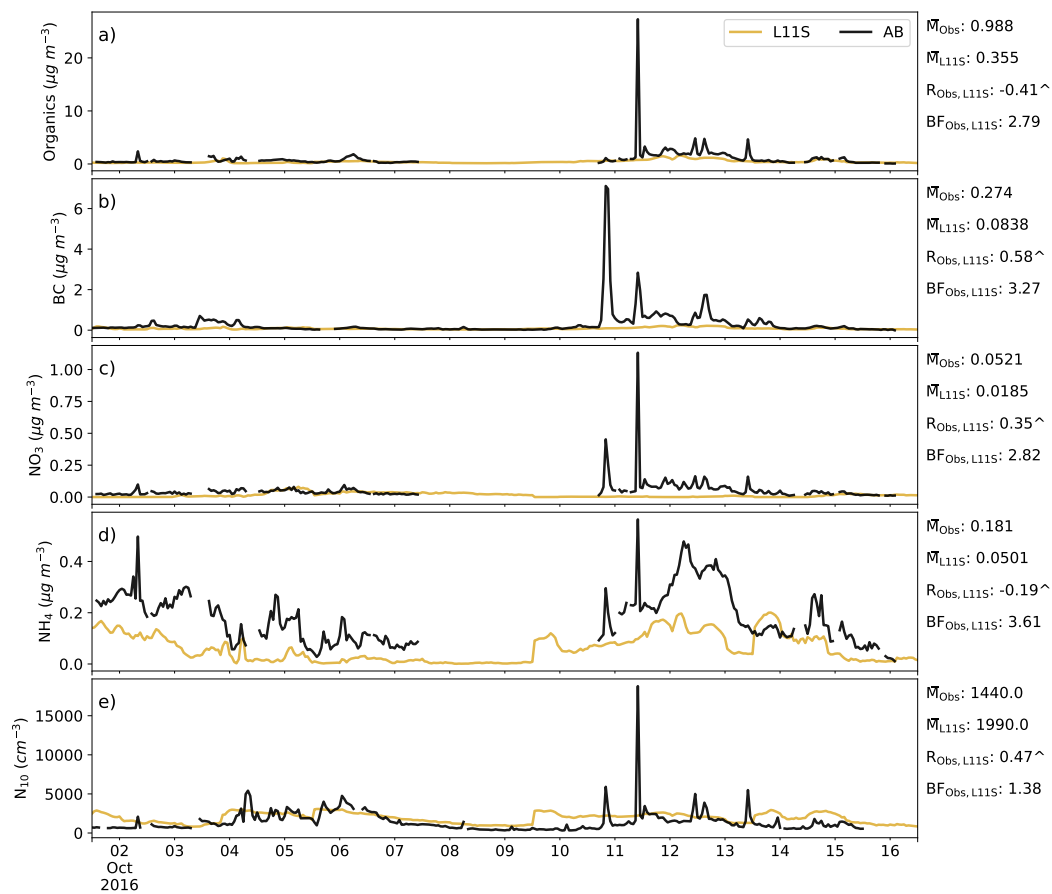 a)
L11S
AB
20
10
0
Organics (μg m⁻³)
M̄Obs: 0.988
M̄L11S: 0.355
RObs, L11S: -0.41^
BFObs, L11S: 2.79
b)
6
4
2
0
BC (μg m⁻³)
M̄Obs: 0.274
M̄L11S: 0.0838
RObs, L11S: 0.58^
BFObs, L11S: 3.27
c)
1.00
0.75
0.50
0.25
0.00
NO₃ (μg m⁻³)
M̄Obs: 0.0521
M̄L11S: 0.0185
RObs, L11S: 0.35^
BFObs, L11S: 2.82
d)
0.4
0.2
0.0
NH₄ (μg m⁻³)
M̄Obs: 0.181
M̄L11S: 0.0501
RObs, L11S: -0.19^
BFObs, L11S: 3.61
e)
15000
10000
5000
0
N₁₀ (cm⁻³)
M̄Obs: 1440.0
M̄L11S: 1990.0
RObs, L11S: 0.47^
BFObs, L11S: 1.38
02 03 04 05 06 07 08 09 10 11 12 13 14 15 16
Oct
2016